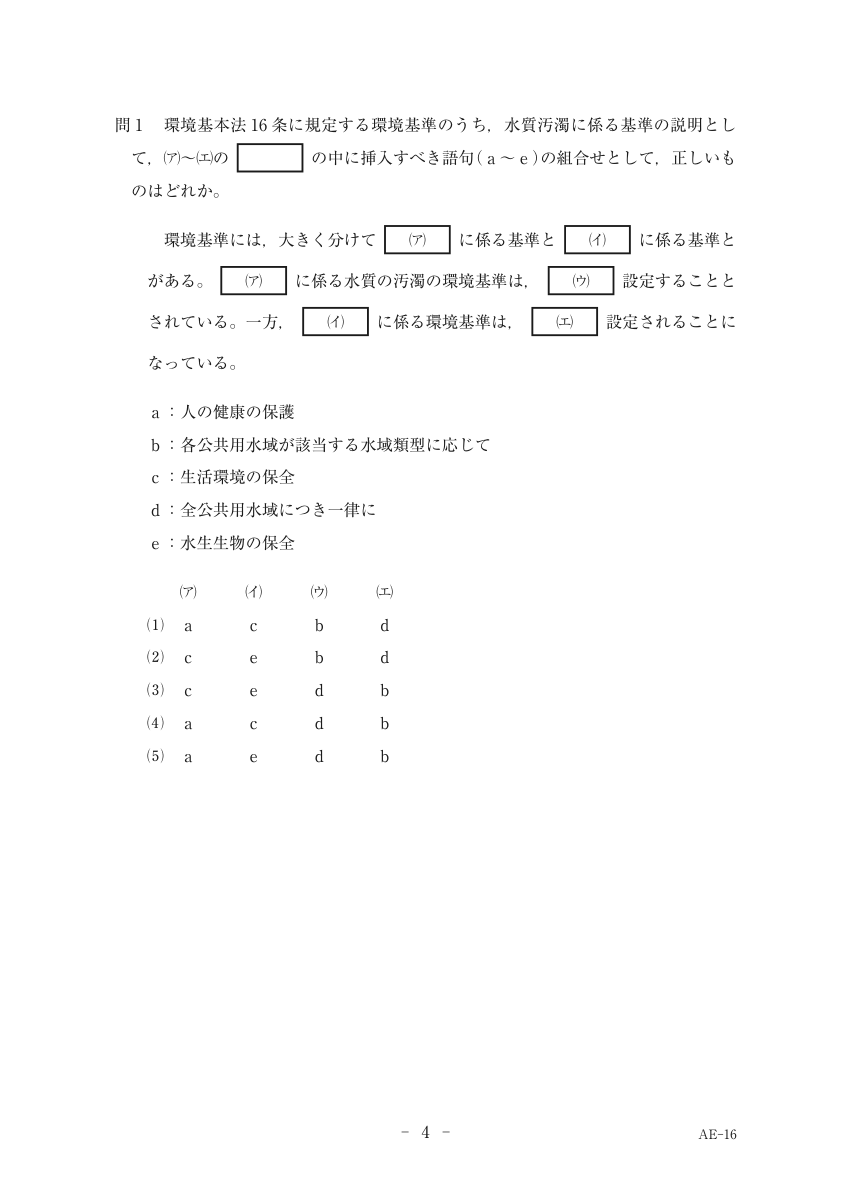 問1 環境基本法16条に規定する環境基準のうち，水質汚濁に係る基準の説明とし
て，㈠～㈣の の中に挿入すべき語句（a～e）の組合せとして，正しいも
のはどれか。
環境基準には，大きく分けて (ア) に係る基準と (イ) に係る基準と
がある。 (ア) に係る水質の汚濁の環境基準は， (ウ) 設定することと
されている。一方， (イ) に係る環境基準は， (エ) 設定されることに
なっている。
a：人の健康の保護
b：各公共用水域が該当する水域類型に応じて
c：生活環境の保全
d：全公共用水域につき一律に
e：水生生物の保全
(ア) (イ) (ウ) (エ)
(1) a c b d
(2) c e b d
(3) c e d b
(4) a c d b
(5) a e d b
- 4 -
AE-16